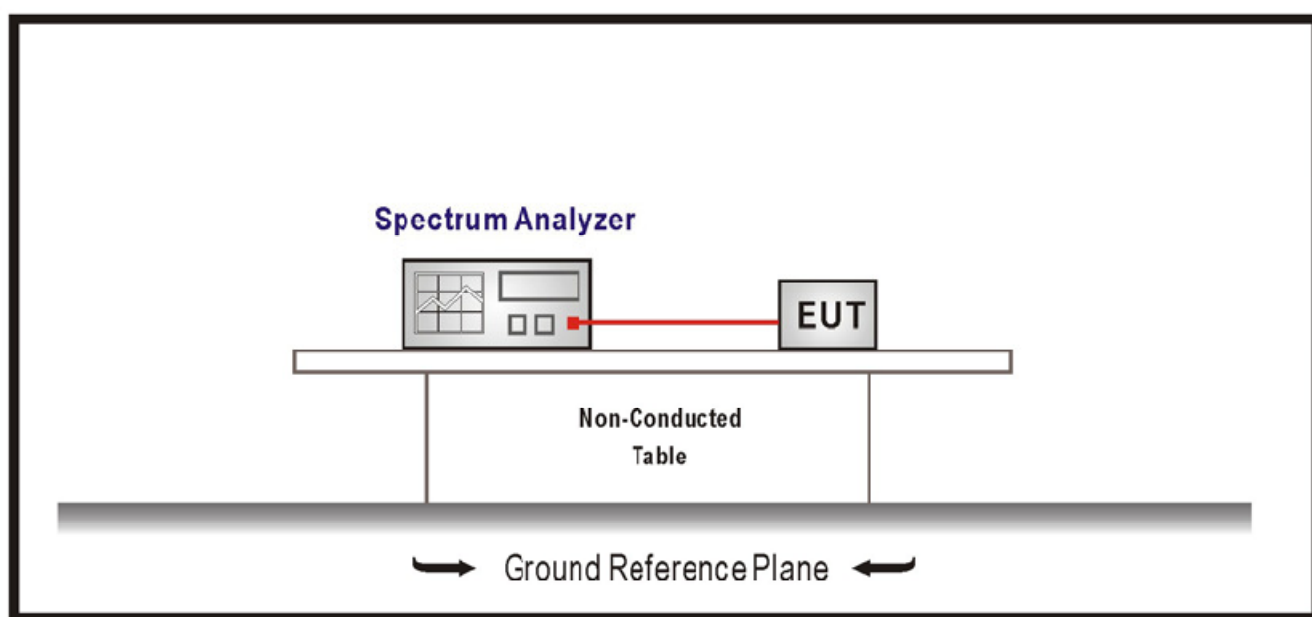 Spectrum Analyzer
EUT
Non-Conducted
Table
Ground Reference Plane